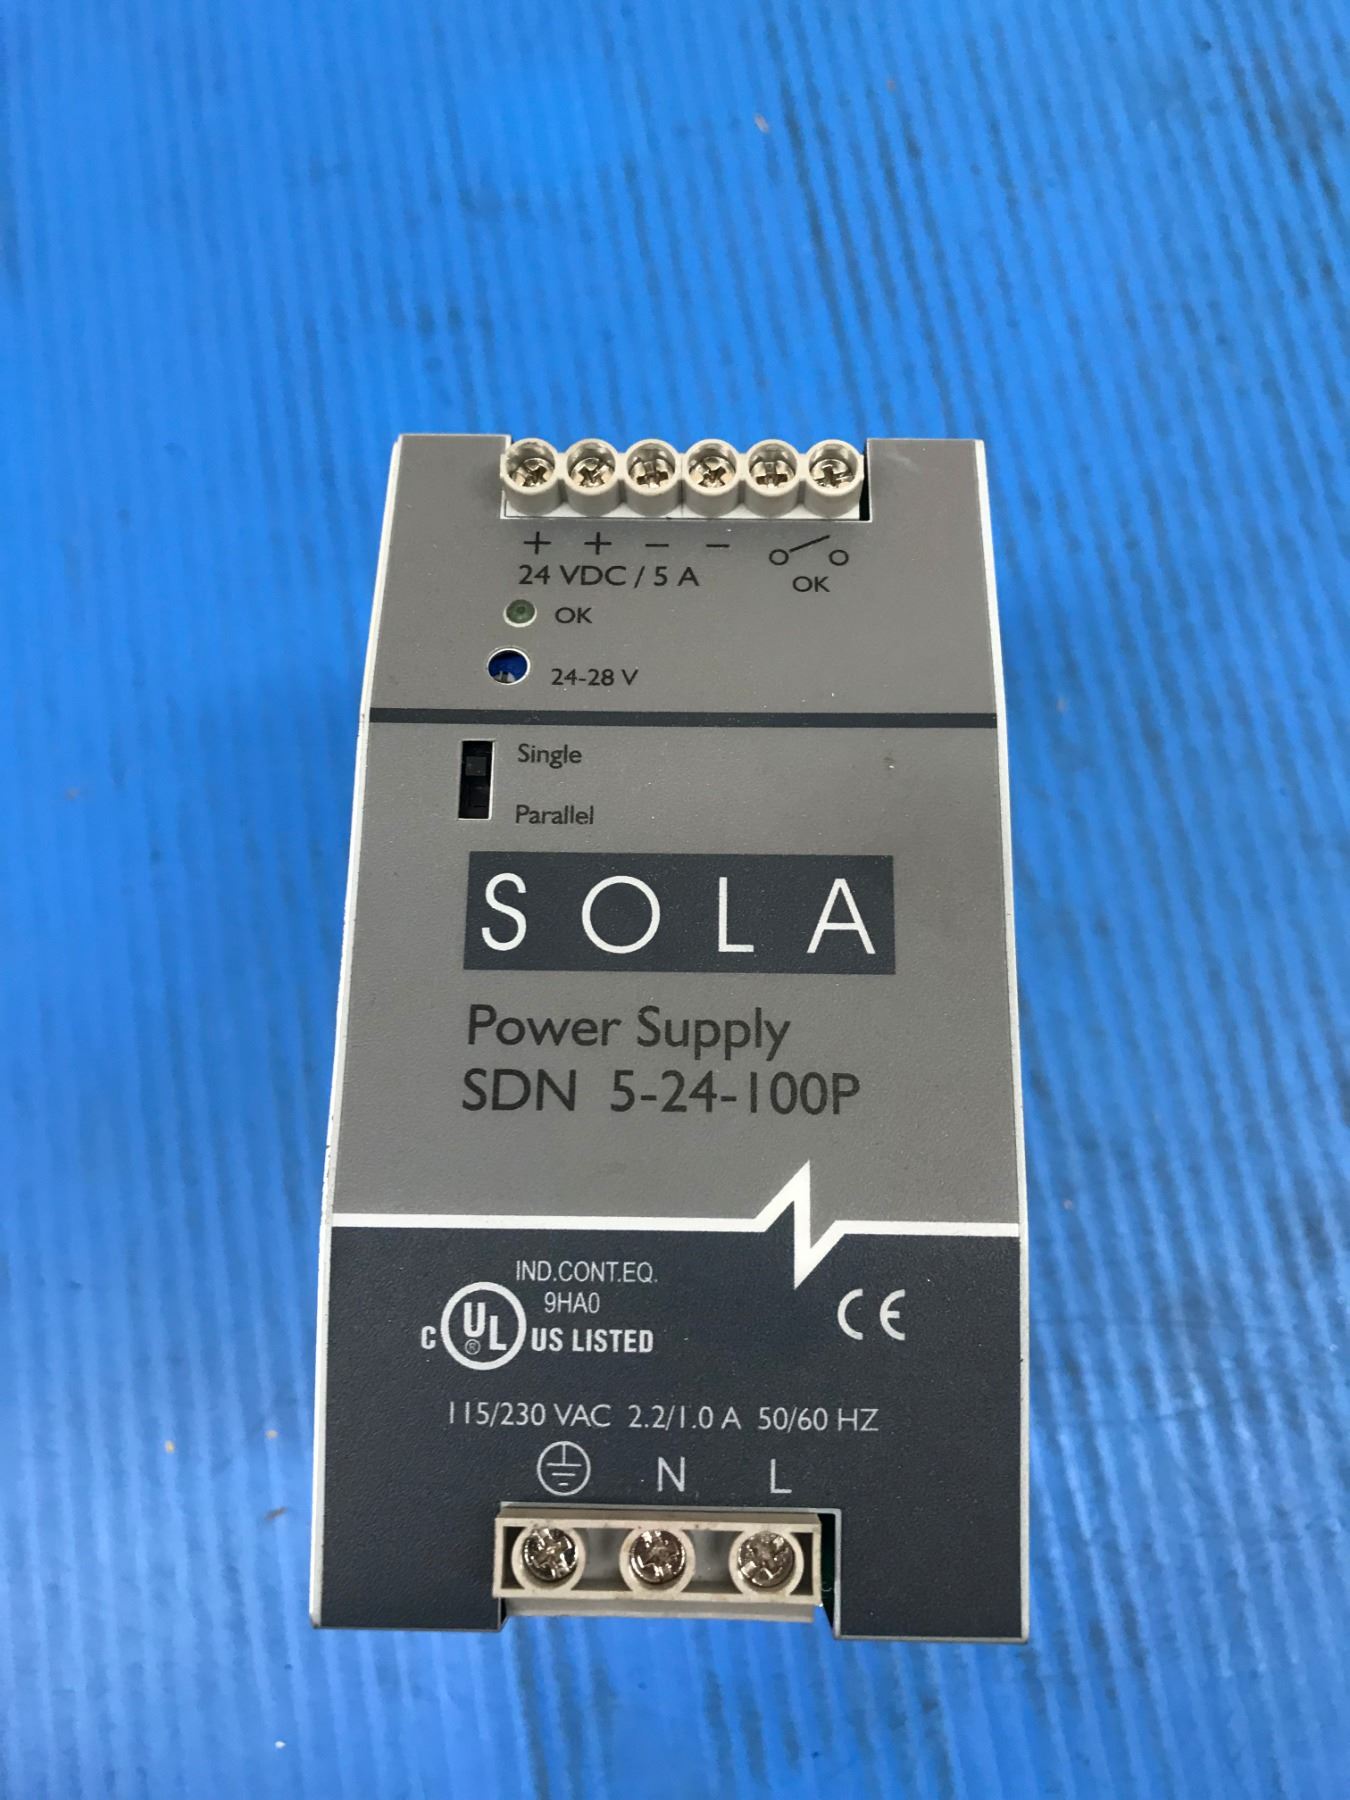 + + − −
24 VDC / 5 A
OK
OK
24-28 V
Single
Parallel
SOLA
Power Supply
SDN 5-24-100P
IND.CONT.EQ.
9HA0
C UL ® US LISTED
CE
115/230 VAC 2.2/1.0 A 50/60 HZ
N L